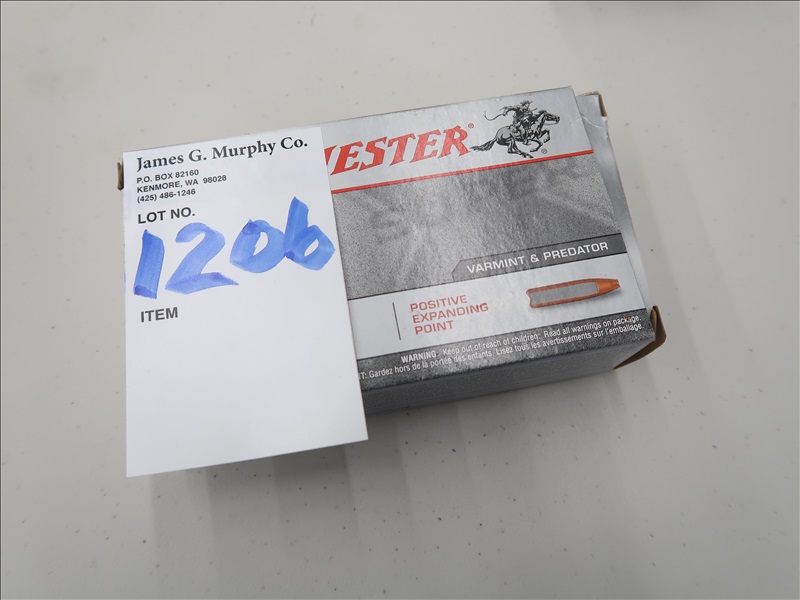 James G. Murphy Co.
P.O. BOX 82160
KENMORE, WA 98028
(425) 486-1246
LOT NO.
1206
ITEM
ESTER®
SUPER
VARMINT & PREDATOR
POSITIVE
EXPANDING
POINT
WARNING: Keep out of reach of children. Read all warnings on package.
T: Gardez hors de la portée des enfants. Lisez tous les avertissements sur l'emballage.